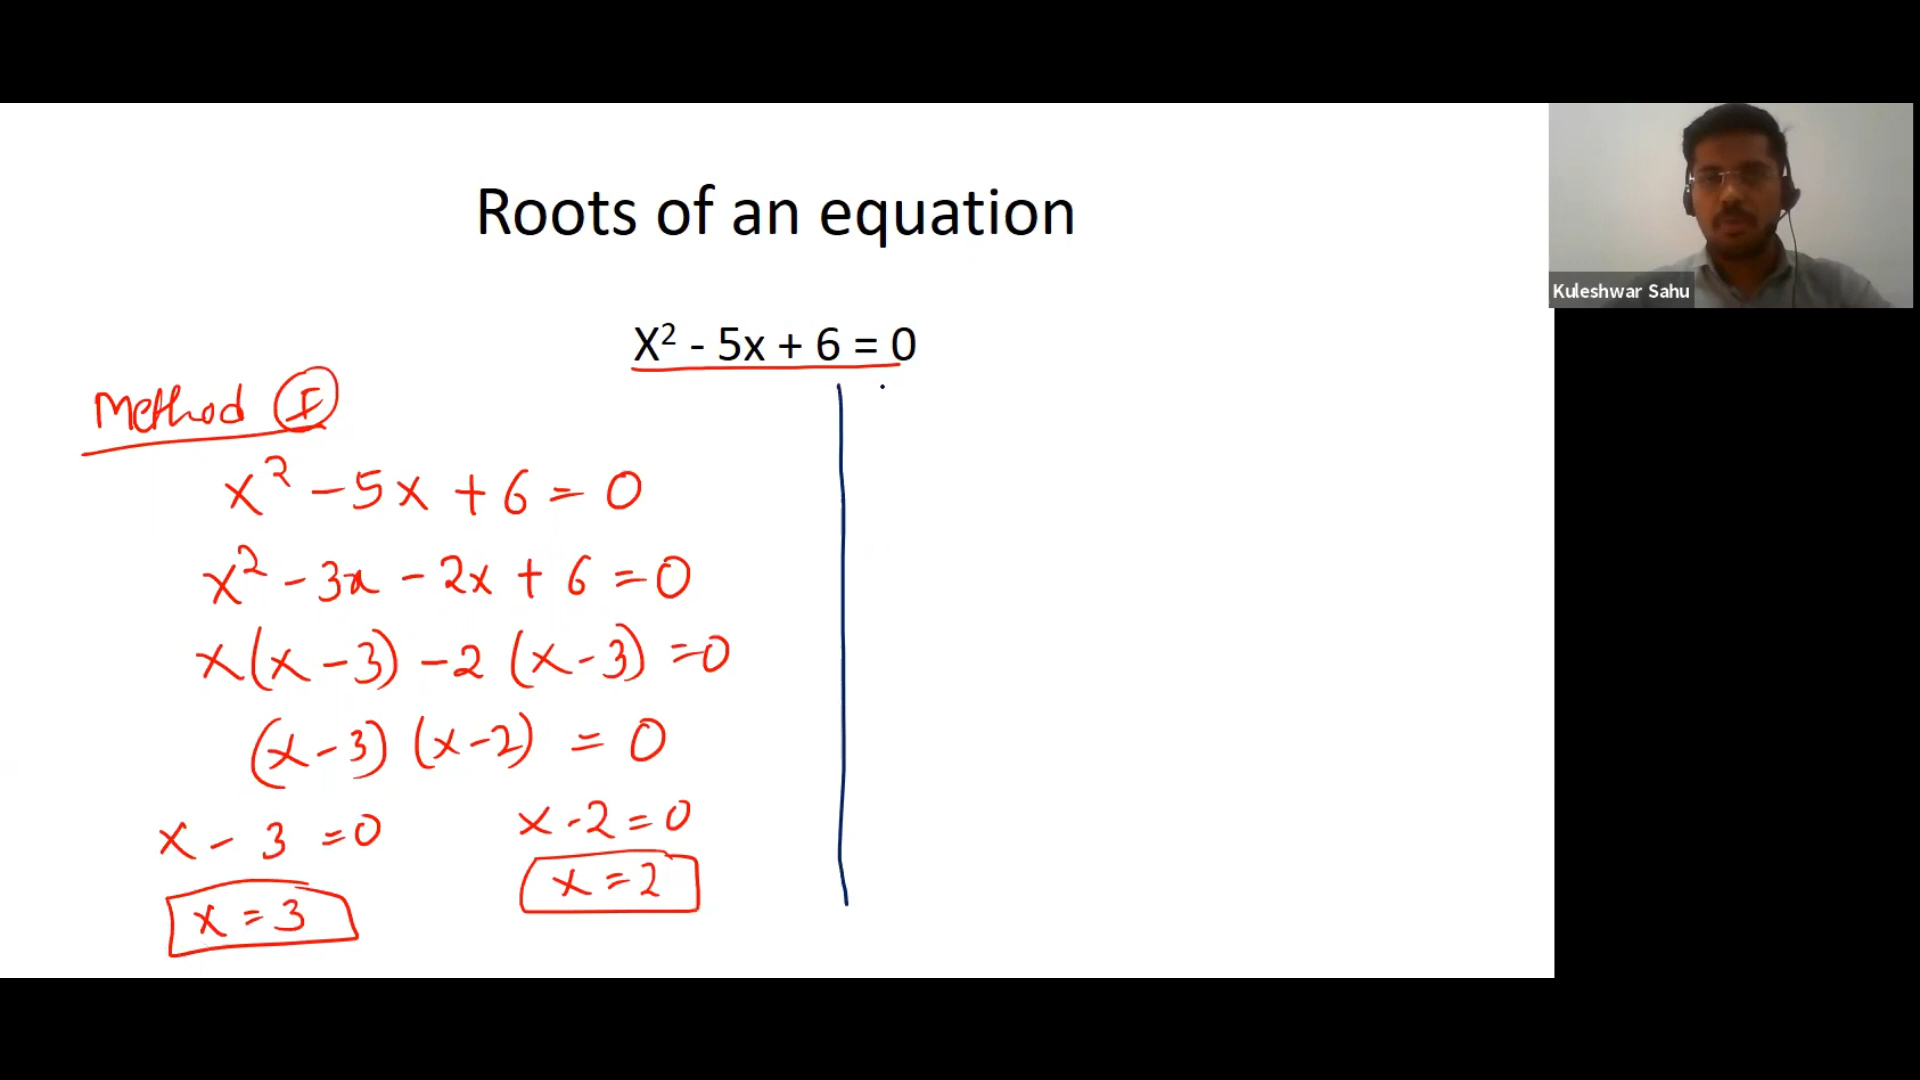 Roots of an equation
Kuleshwar Sahu
X² - 5x + 6 = 0
Method I
x² - 5x + 6 = 0
x² - 3x - 2x + 6 = 0
x(x - 3) - 2 (x - 3) = 0
(x - 3) (x - 2) = 0
x - 3 = 0 x - 2 = 0
x = 3 x = 2